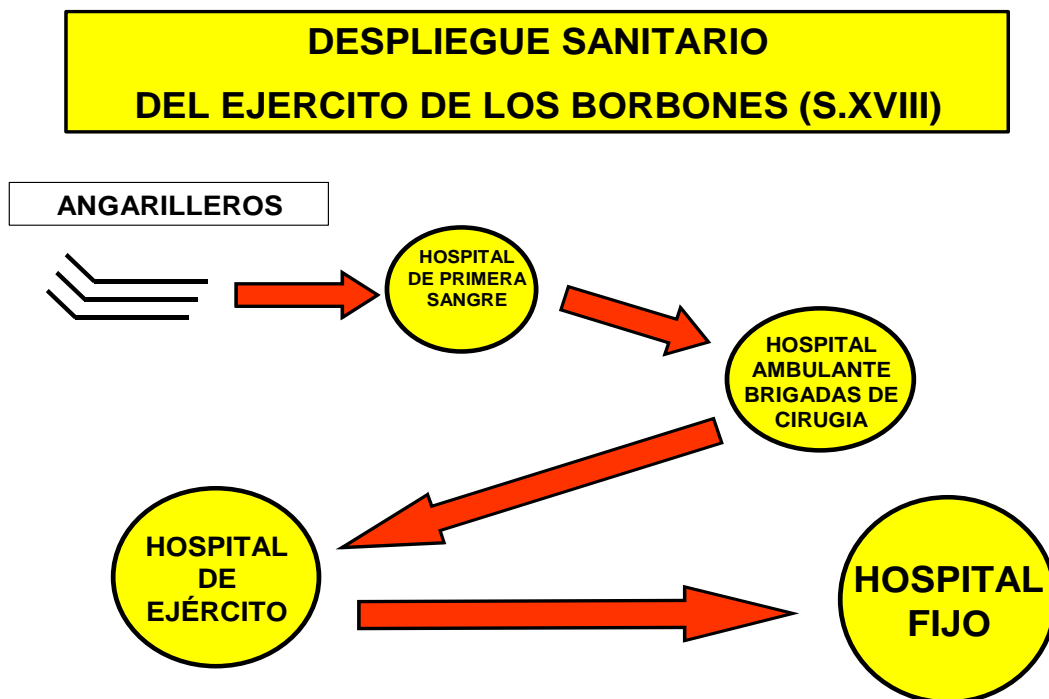 DESPLIEGUE SANITARIO
DEL EJERCITO DE LOS BORBONES (S.XVIII)
ANGARILLEROS
HOSPITAL
DE PRIMERA
SANGRE
HOSPITAL
AMBULANTE
BRIGADAS DE
CIRUGIA
HOSPITAL
DE
EJÉRCITO
HOSPITAL
FIJO